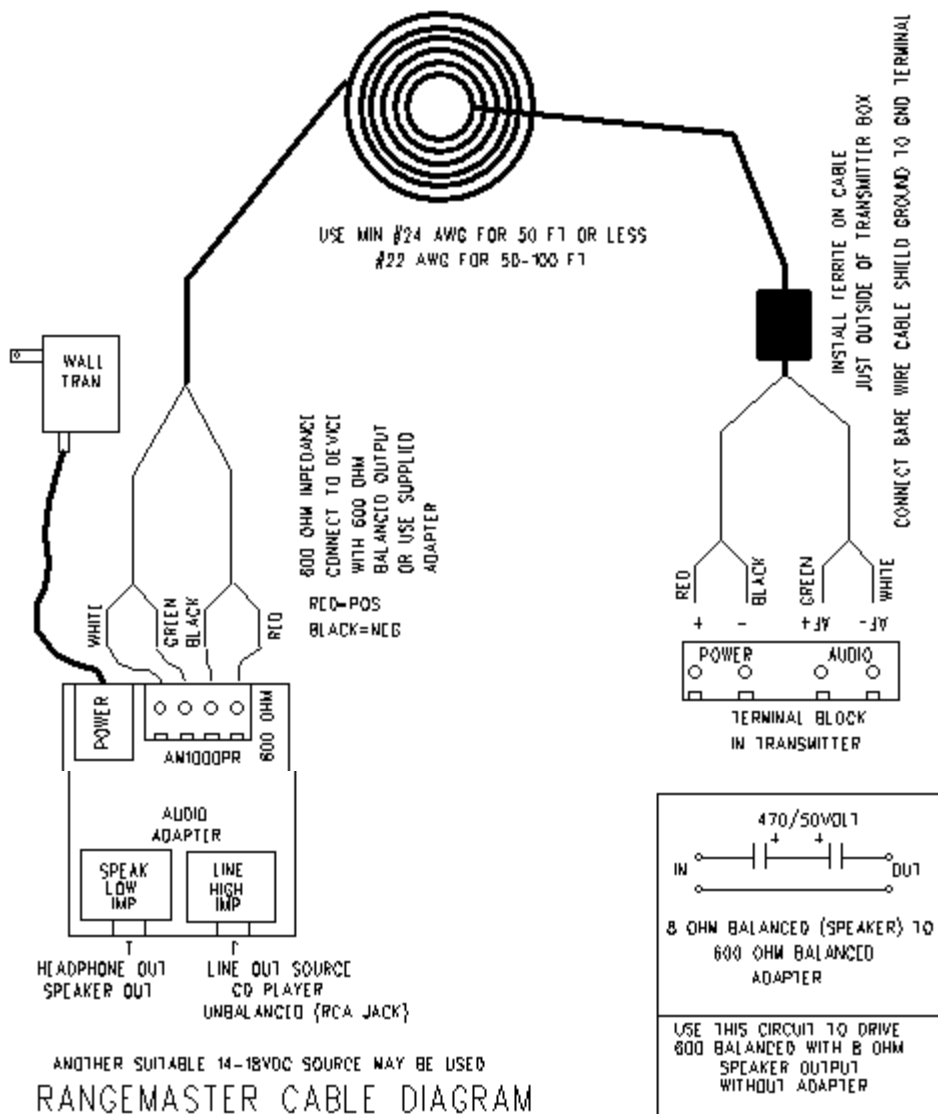 USE MIN #24 AWG FOR 50 FT OR LESS
#22 AWG FOR 50-100 FT
INSTALL FERRITE ON CABLE
JUST OUTSIDE OF TRANSMITTER BOX
CONNECT BARE WIRE CABLE SHIELD GROUND TO GND TERMINAL
WALL
TRAN
600 OHM IMPEDANCE
CONNECT TO DEVICE
WITH 600 OHM
BALANCED OUTPUT
OR USE SUPPLIED
ADAPTER
RED=POS
BLACK=NEG
WHITE
GREEN
BLACK
RED
POWER
AM1000PR
600 OHM
AUDIO
ADAPTER
SPEAK
LOW
IMP
LINE
HIGH
IMP
HEADPHONE OUT
SPEAKER OUT
LINE OUT SOURCE
CD PLAYER
UNBALANCED (RCA JACK)
RED
BLACK
GREEN
WHITE
+
-
AF+
AF-
POWER
AUDIO
TERMINAL BLOCK
IN TRANSMITTER
470/50VOLT
+ +
IN
OUT
8 OHM BALANCED (SPEAKER) TO
600 OHM BALANCED
ADAPTER
USE THIS CIRCUIT TO DRIVE
600 BALANCED WITH 8 OHM
SPEAKER OUTPUT
WITHOUT ADAPTER
ANOTHER SUITABLE 14-18VDC SOURCE MAY BE USED
RANGEMASTER CABLE DIAGRAM